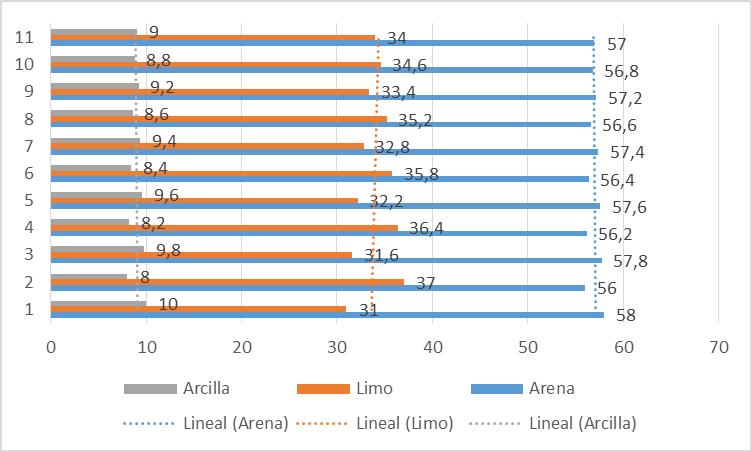 11 9 34 57
10 8,8 34,6 56,8
9 9,2 33,4 57,2
8 8,6 35,2 56,6
7 9,4 32,8 57,4
6 8,4 35,8 56,4
5 9,6 32,2 57,6
4 8,2 36,4 56,2
3 9,8 31,6 57,8
2 8 37 56
1 10 31 58
0 10 20 30 40 50 60 70
Arcilla Limo Arena
Lineal (Arena) Lineal (Limo) Lineal (Arcilla)